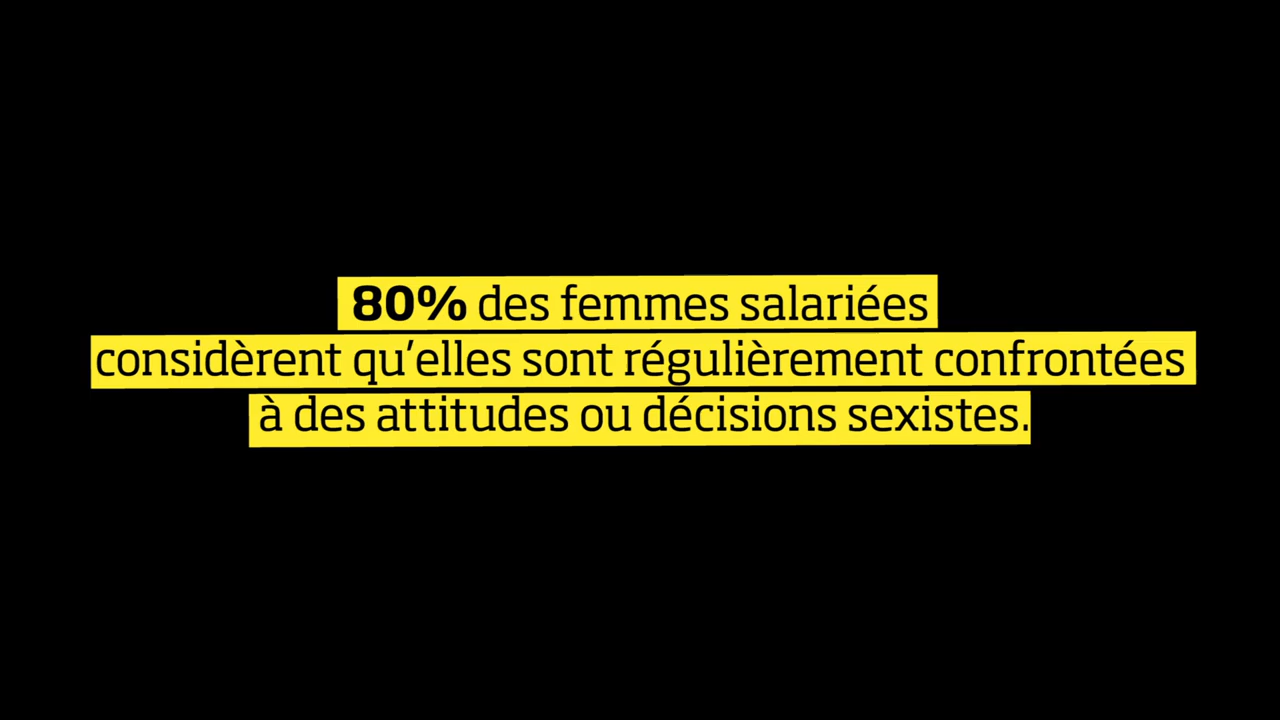 80% des femmes salariées
considèrent qu’elles sont régulièrement confrontées
à des attitudes ou décisions sexistes.